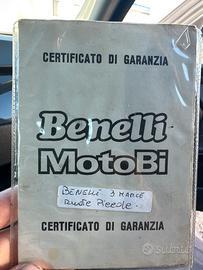 CERTIFICATO DI GARANZIA
Benelli
MotoBi
BENELLI 3 MARCE
Ruote Piccole.
CERTIFICATO DI GARANZIA
subito